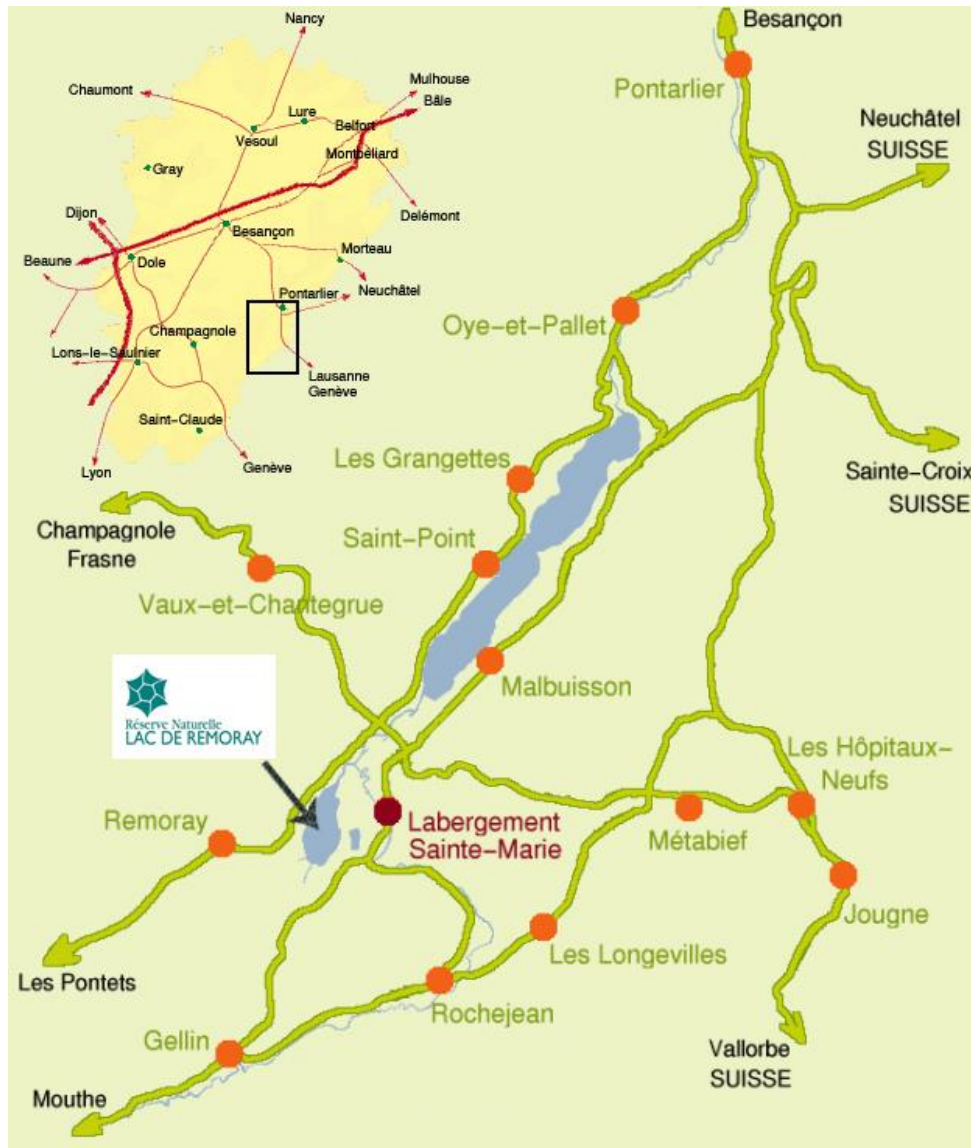 Nancy
Chaumont
Mulhouse
Lure
Bâle
Vesoul
Belfort
Montbéliard
Gray
Dijon
Delémont
Besançon
Beaune
Dole
Morteau
Neuchâtel
Pontarlier
Champagnole
Lons-le-Saulnier
Lausanne
Genève
Saint-Claude
Lyon
Genève
Besançon
Pontarlier
Neuchâtel
SUISSE
Oye-et-Pallet
Les Grangettes
Sainte-Croix
SUISSE
Champagnole
Frasne
Saint-Point
Vaux-et-Chantegrue
Malbuisson
Réserve Naturelle
LAC DE REMORAY
Les Hôpitaux-
Neufs
Remoray
Labergement
Sainte-Marie
Métabief
Jougne
Les Longevilles
Les Pontets
Rochejean
Gellin
Vallorbe
SUISSE
Mouthe